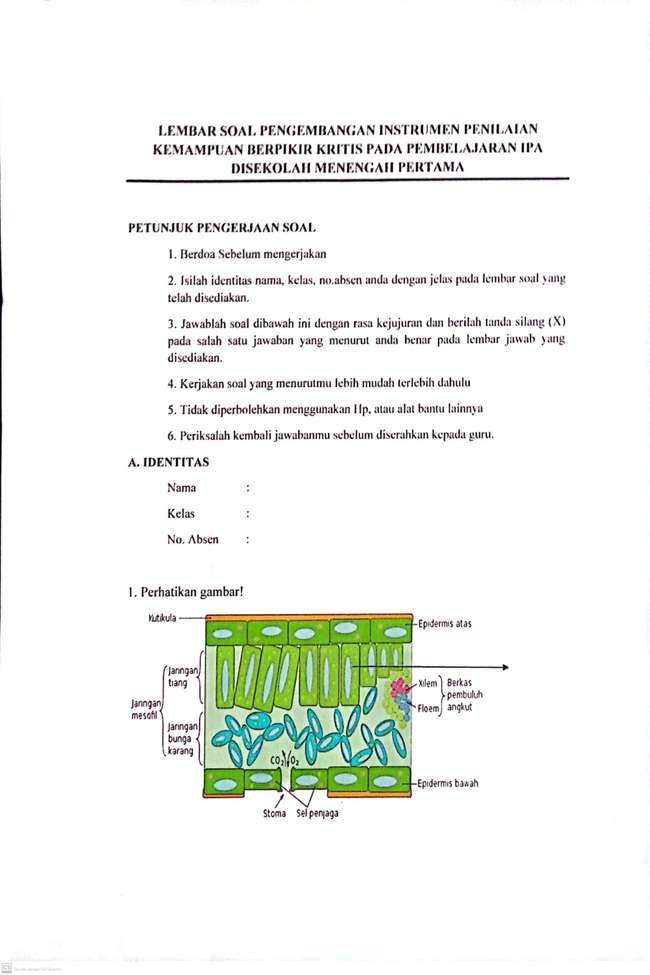 LEMBAR SOAL PENGEMBANGAN INSTRUMEN PENILAIAN
KEMAMPUAN BERPIKIR KRITIS PADA PEMBELAJARAN IPA
DISEKOLAH MENENGAH PERTAMA
PETUNJUK PENGERJAAN SOAL
1. Berdoa Sebelum mengerjakan
2. Isilah identitas nama, kelas, no.absen anda dengan jelas pada lembar soal yang
telah disediakan.
3. Jawablah soal dibawah ini dengan rasa kejujuran dan berilah tanda silang (X)
pada salah satu jawaban yang menurut anda benar pada lembar jawab yang
disediakan.
4. Kerjakan soal yang menurutmu lebih mudah terlebih dahulu
5. Tidak diperbolehkan menggunakan Hp, atau alat bantu lainnya
6. Periksalah kembali jawabanmu sebelum diserahkan kepada guru.
A. IDENTITAS
Nama :
Kelas :
No. Absen :
1. Perhatikan gambar!
Kutikula
Epidermis atas
Jaringan
tiang
Jaringan
mesofil
Jaringan
bunga
karang
Xilem
Floem
Berkas
pembuluh
angkut
CO₂ O₂
Epidermis bawah
Stoma Sel penjaga
CS